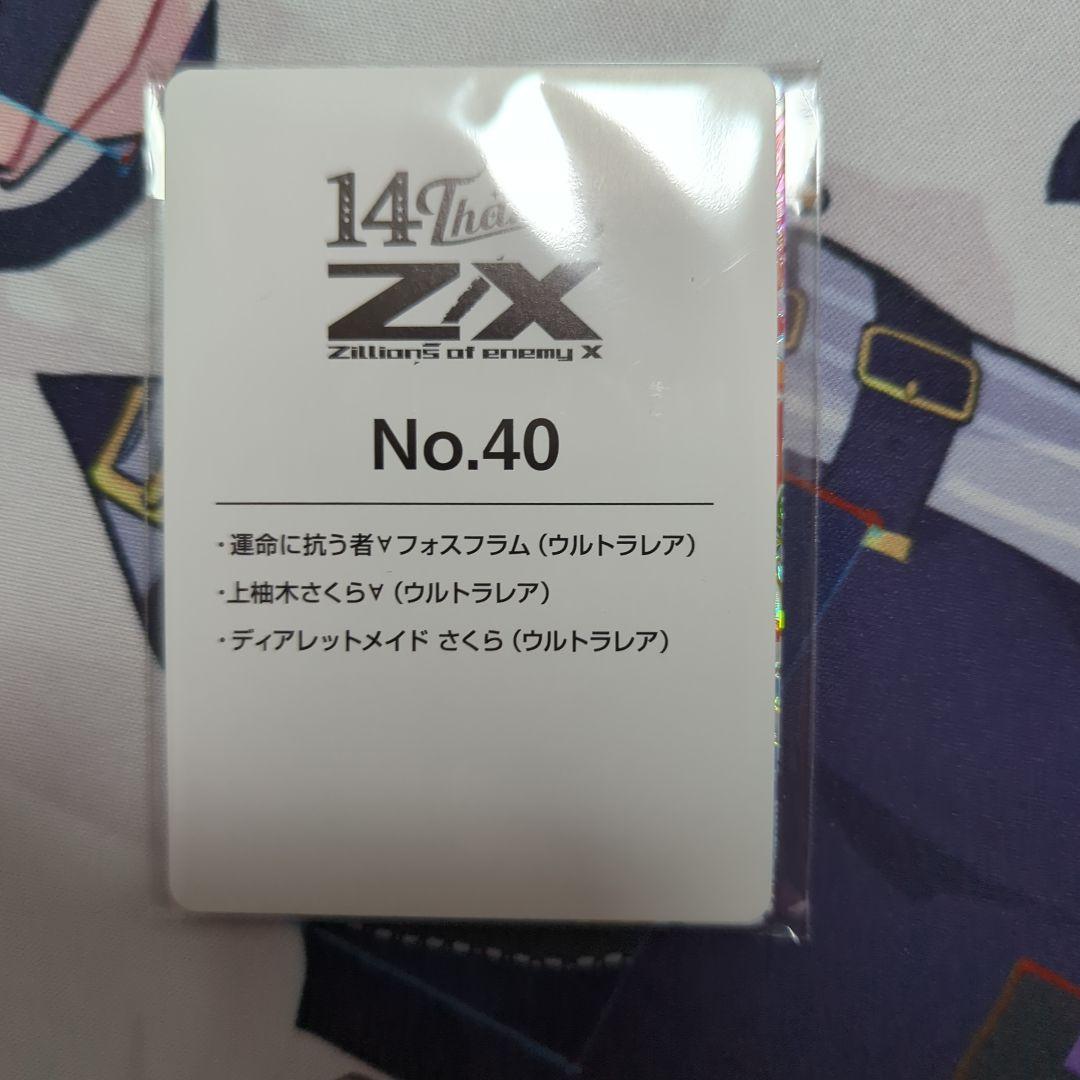 14
Z/X
Zillions of enemy X
No.40
・運命に抗う者∀フォスフラム（ウルトラレア）
・上柚木さくら∀（ウルトラレア）
・ディアレットメイド さくら（ウルトラレア）